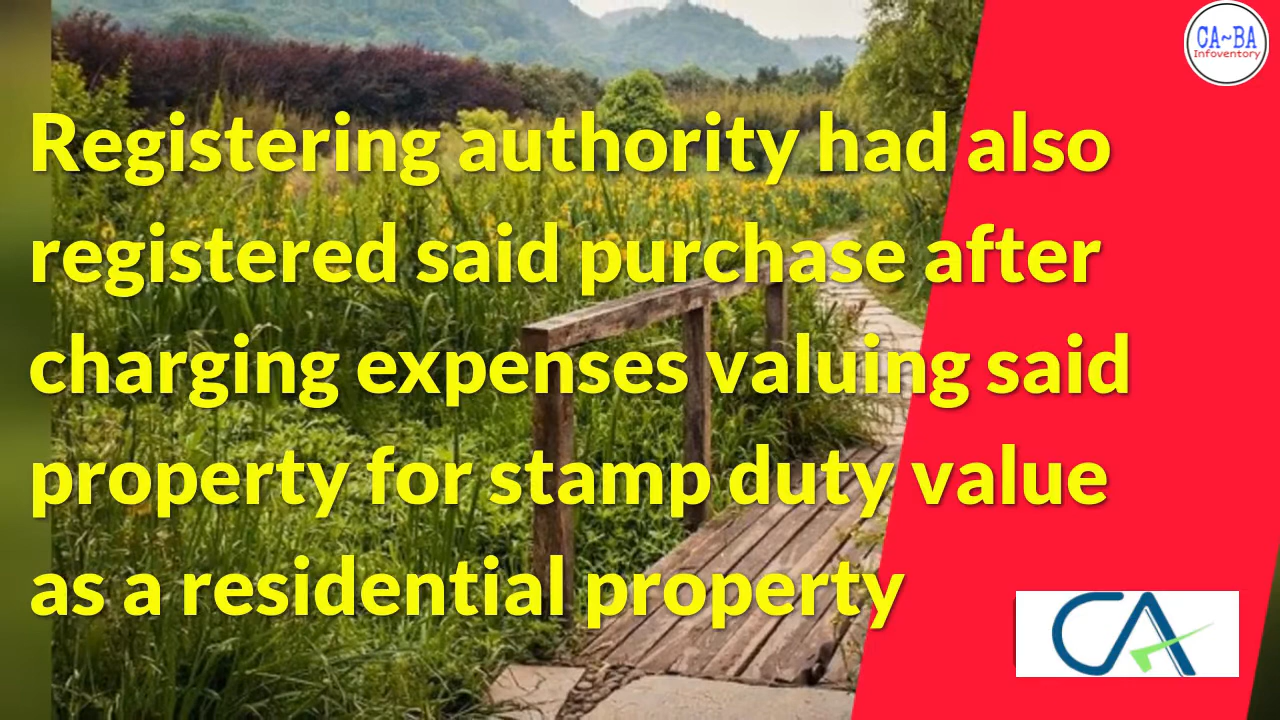 CA~BA
Infoventory
Registering authority had also
registered said purchase after
charging expenses valuing said
property for stamp duty value
as a residential property
CA